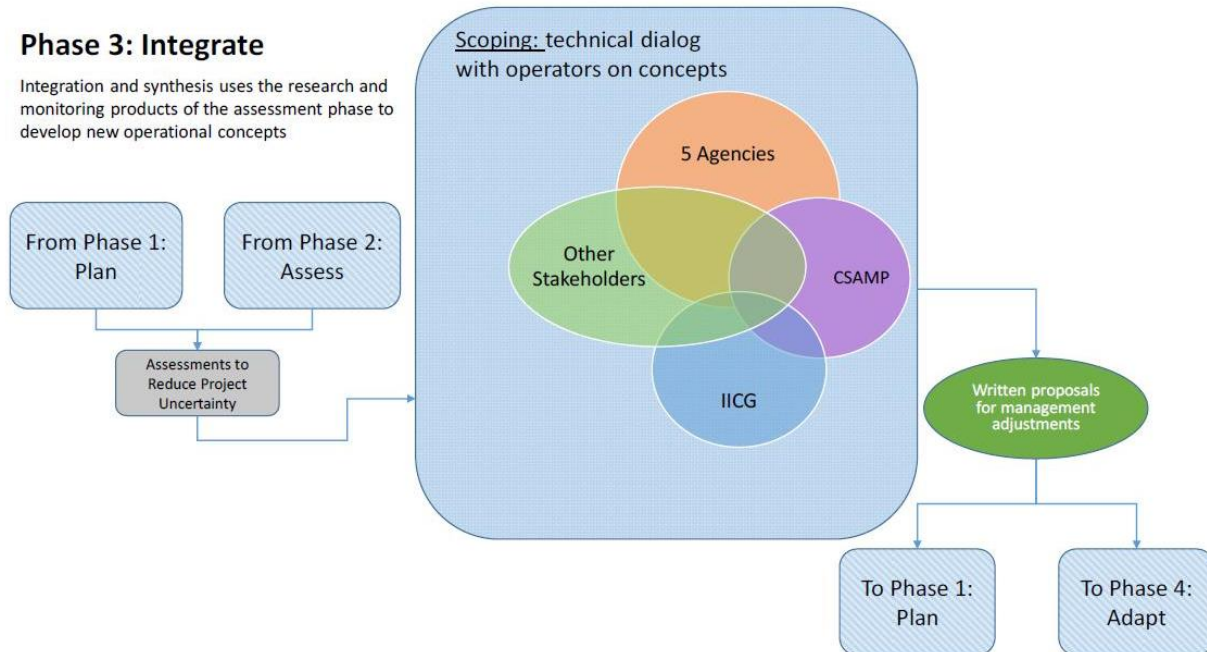 Phase 3: Integrate
Integration and synthesis uses the research and
monitoring products of the assessment phase to
develop new operational concepts
Scoping: technical dialog
with operators on concepts
5 Agencies
Other
Stakeholders
CSAMP
IICG
From Phase 1:
Plan
From Phase 2:
Assess
Assessments to
Reduce Project
Uncertainty
Written proposals
for management
adjustments
To Phase 1:
Plan
To Phase 4:
Adapt